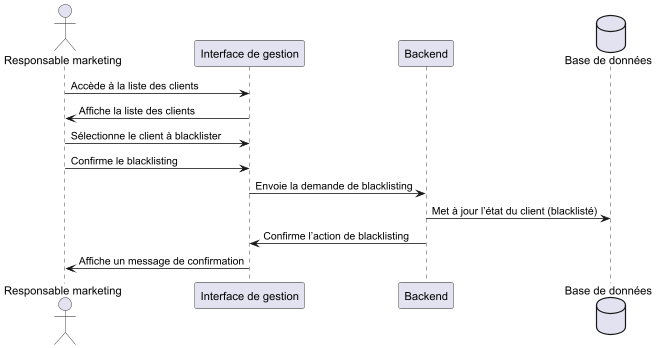 Responsable marketing
Interface de gestion
Backend
Base de données
Accède à la liste des clients
Affiche la liste des clients
Sélectionne le client à blacklister
Confirme le blacklisting
Envoie la demande de blacklisting
Met à jour l'état du client (blacklisté)
Confirme l'action de blacklisting
Affiche un message de confirmation
Responsable marketing
Interface de gestion
Backend
Base de données